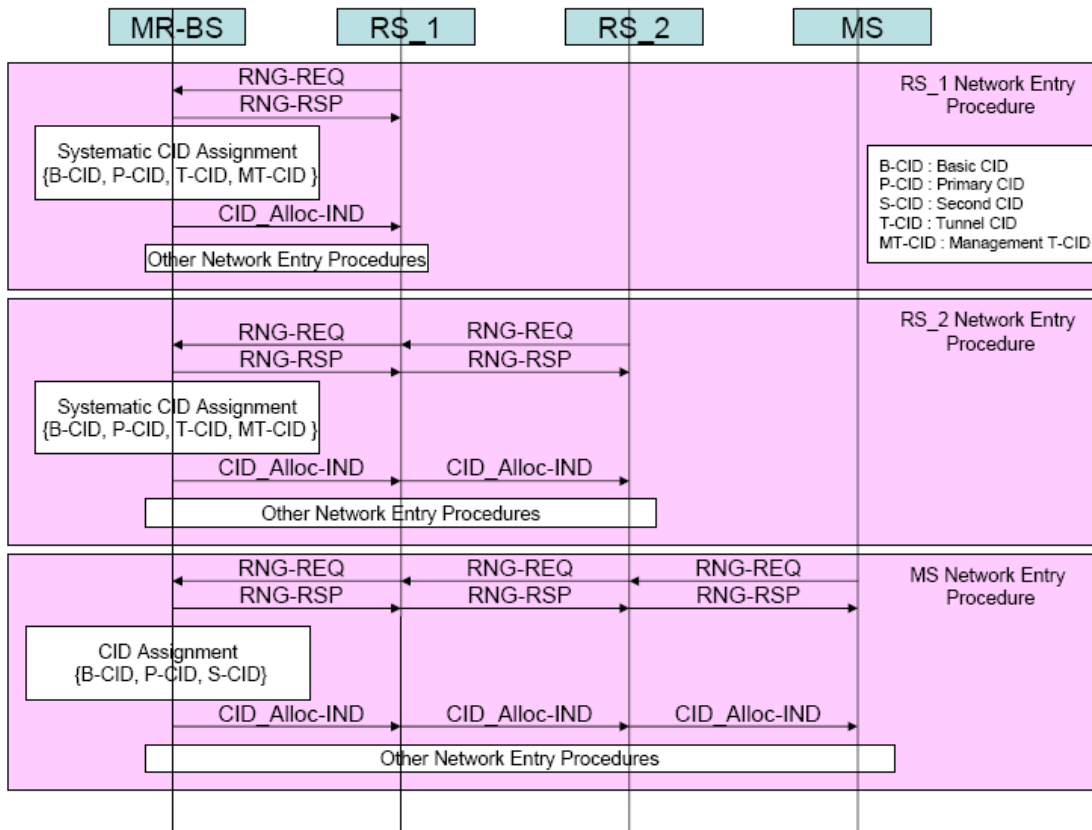 MR-BS
RS_1
RS_2
MS
RNG-REQ
RNG-RSP
RS_1 Network Entry
Procedure
Systematic CID Assignment
{B-CID, P-CID, T-CID, MT-CID }
B-CID : Basic CID
P-CID : Primary CID
S-CID : Second CID
T-CID : Tunnel CID
MT-CID : Management T-CID
CID_Alloc-IND
Other Network Entry Procedures
RS_2 Network Entry
Procedure
RNG-REQ
RNG-REQ
RNG-RSP
RNG-RSP
Systematic CID Assignment
{B-CID, P-CID, T-CID, MT-CID }
CID_Alloc-IND
CID_Alloc-IND
Other Network Entry Procedures
RNG-REQ
RNG-REQ
RNG-REQ
MS Network Entry
Procedure
RNG-RSP
RNG-RSP
RNG-RSP
CID Assignment
{B-CID, P-CID, S-CID}
CID_Alloc-IND
CID_Alloc-IND
CID_Alloc-IND
Other Network Entry Procedures